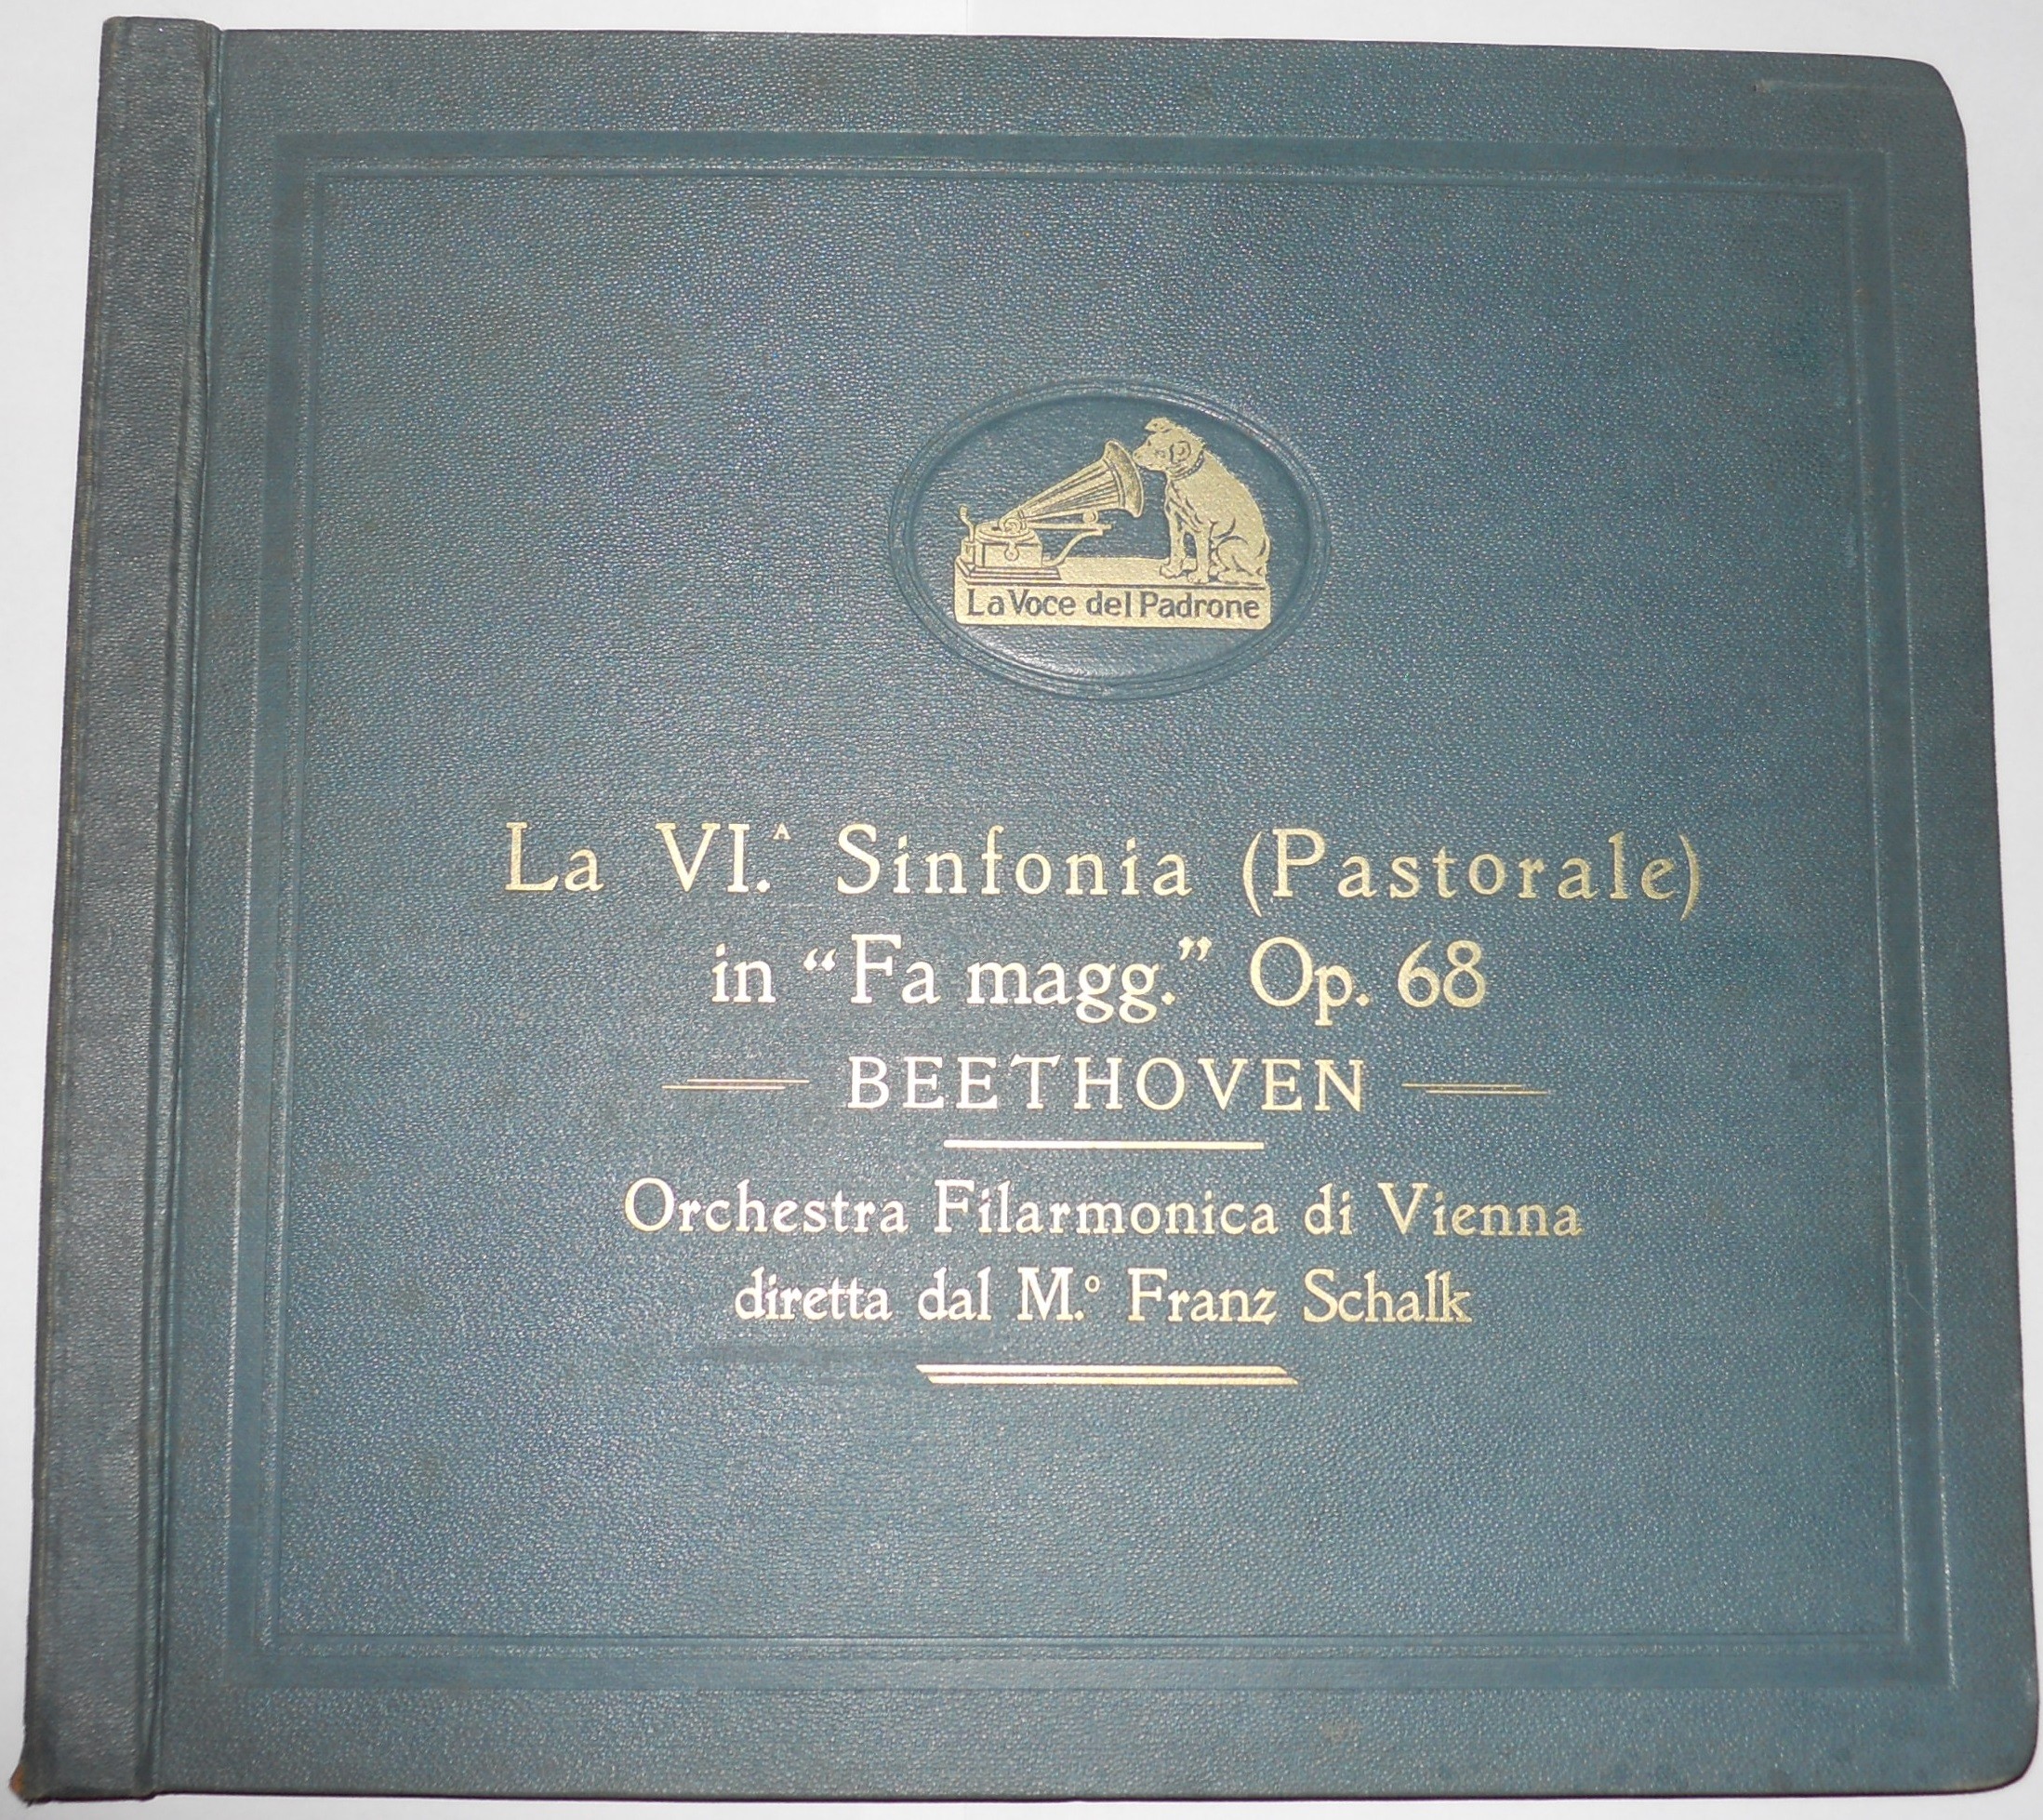 La Voce del Padrone
La VI.ᴬ Sinfonia (Pastorale)
in “Fa magg.” Op. 68
BEETHOVEN
Orchestra Filarmonica di Vienna
diretta dal M.º Franz Schalk